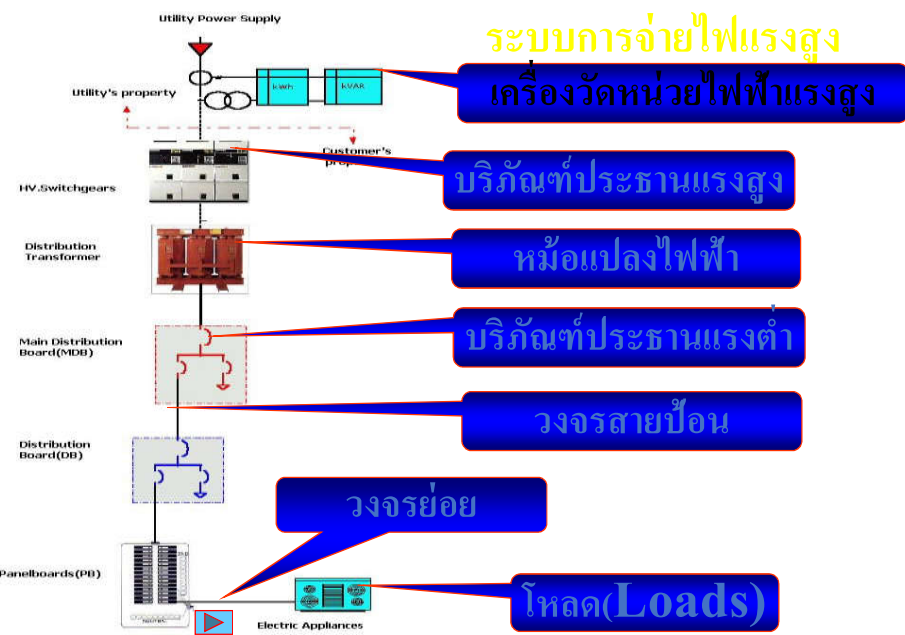 Utility Power Supply
ระบบการจ่ายไฟแรงสูง
kWh
kVAR
เครื่องวัดหน่วยไฟฟ้าแรงสูง
Utility's property
Customer's
HV.Switchgears
บริภัณฑ์ประธานแรงสูง
Distribution
Transformer
หม้อแปลงไฟฟ้า
Main Distribution
Board(MDB)
บริภัณฑ์ประธานแรงต่ำ
วงจรสายป้อน
Distribution
Board(DB)
วงจรย่อย
Panelboards(PB)
Electric Appliances
โหลด(Loads)